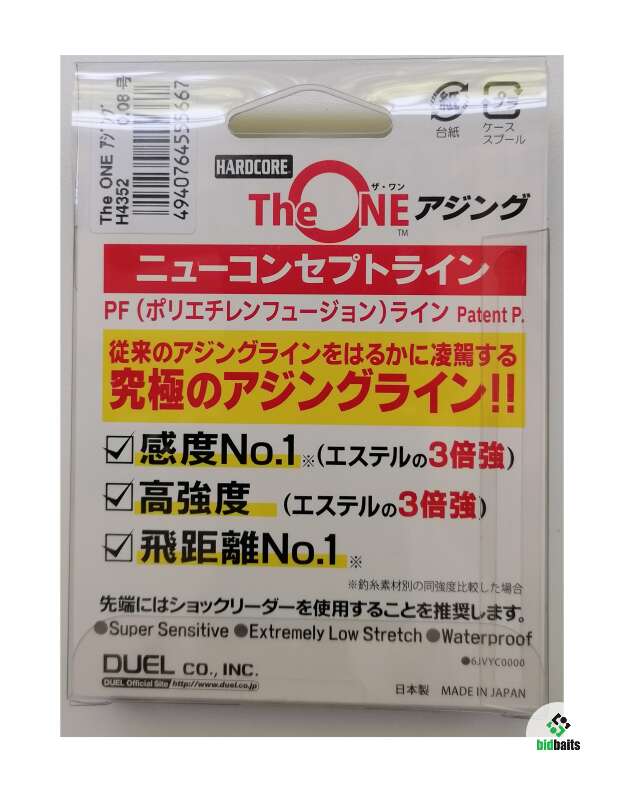 The ONE アジング 0.08 号
H4352
4940764555667
紙
台紙
プラ
ケース
スプール
HARDCORE
ザ・ワン
The ONE アジング
TM
ニューコンセプトライン
PF (ポリエチレンフュージョン)ライン Patent P.
従来のアジングラインをはるかに凌駕する
究極のアジングライン!!
感度No.1※(エステルの3倍強)
高強度 (エステルの3倍強)
飛距離No.1※
※釣糸素材別の同強度比較した場合
先端にはショックリーダーを使用することを推奨します。
●Super Sensitive ●Extremely Low Stretch ●Waterproof
●6JVYC0000
DUEL CO., INC.
DUEL Official Site http://www.duel.co.jp
日本製 MADE IN JAPAN
bidbaits